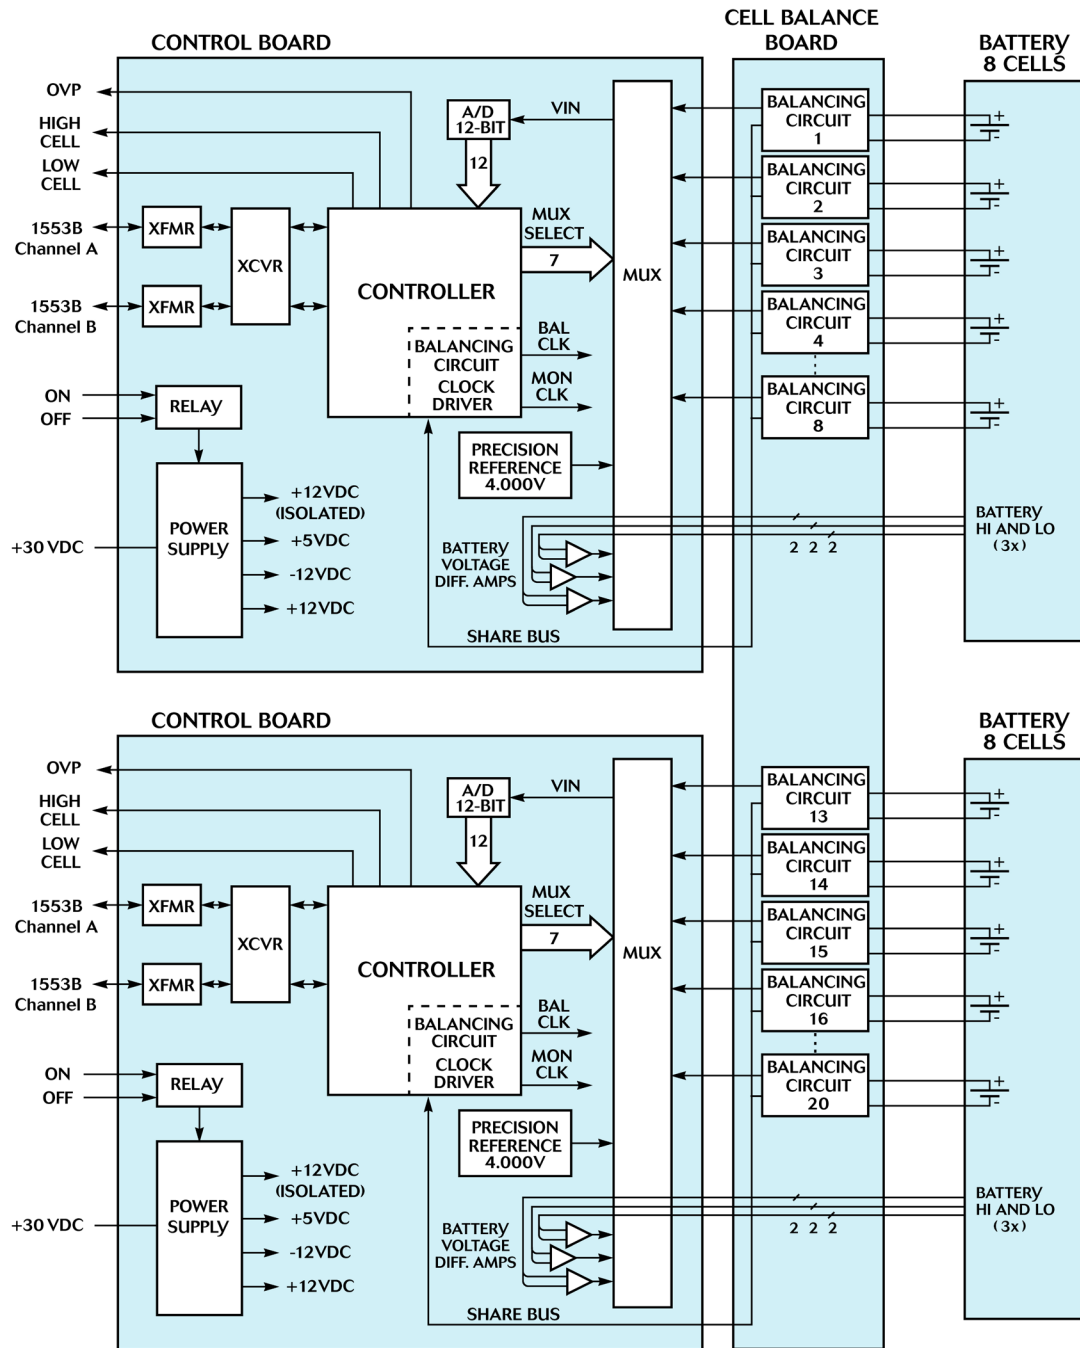 CELL BALANCE
BOARD
CONTROL BOARD
BATTERY
8 CELLS
OVP
HIGH
CELL
LOW
CELL
1553B
Channel A
1553B
Channel B
XFMR
XFMR
XCVR
A/D
12-BIT
12
VIN
MUX
SELECT
7
MUX
CONTROLLER
BALANCING
CIRCUIT
CLOCK
DRIVER
BAL
CLK
MON
CLK
ON
OFF
RELAY
PRECISION
REFERENCE
4.000V
POWER
SUPPLY
+30 VDC
+12VDC
(ISOLATED)
+5VDC
-12VDC
+12VDC
BATTERY
VOLTAGE
DIFF. AMPS
SHARE BUS
BALANCING
CIRCUIT
1
BALANCING
CIRCUIT
2
BALANCING
CIRCUIT
3
BALANCING
CIRCUIT
4
BALANCING
CIRCUIT
8
+
-
+
-
+
-
+
-
+
-
2 2 2
BATTERY
HI AND LO
(3x)
CONTROL BOARD
BATTERY
8 CELLS
OVP
HIGH
CELL
LOW
CELL
1553B
Channel A
1553B
Channel B
XFMR
XFMR
XCVR
A/D
12-BIT
12
VIN
MUX
SELECT
7
MUX
CONTROLLER
BALANCING
CIRCUIT
CLOCK
DRIVER
BAL
CLK
MON
CLK
ON
OFF
RELAY
PRECISION
REFERENCE
4.000V
POWER
SUPPLY
+30 VDC
+12VDC
(ISOLATED)
+5VDC
-12VDC
+12VDC
BATTERY
VOLTAGE
DIFF. AMPS
SHARE BUS
BALANCING
CIRCUIT
13
BALANCING
CIRCUIT
14
BALANCING
CIRCUIT
15
BALANCING
CIRCUIT
16
BALANCING
CIRCUIT
20
+
-
+
-
+
-
+
-
+
-
2 2 2
BATTERY
HI AND LO
(3x)